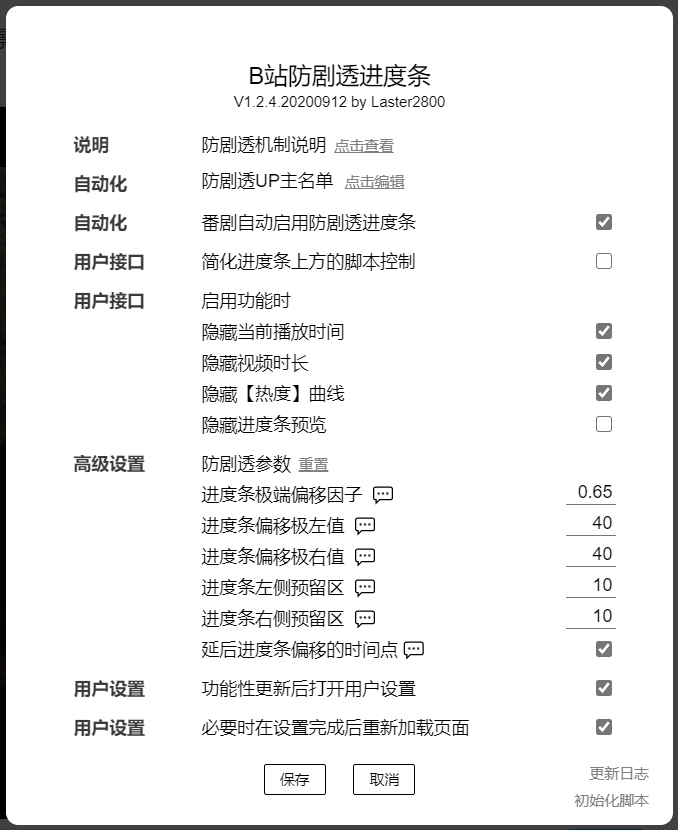 B站防剧透进度条
V1.2.4.20200912 by Laster2800
说明 防剧透机制说明 点击查看
自动化 防剧透UP主名单 点击编辑
自动化 番剧自动启用防剧透进度条
用户接口 简化进度条上方的脚本控制
用户接口 启用功能时
隐藏当前播放时间
隐藏视频时长
隐藏【热度】曲线
隐藏进度条预览
高级设置 防剧透参数 重置
进度条极端偏移因子 0.65
进度条偏移极左值 40
进度条偏移极右值 40
进度条左侧预留区 10
进度条右侧预留区 10
延后进度条偏移的时间点
用户设置 功能性更新后打开用户设置
用户设置 必要时在设置完成后重新加载页面
保存 取消
更新日志
初始化脚本